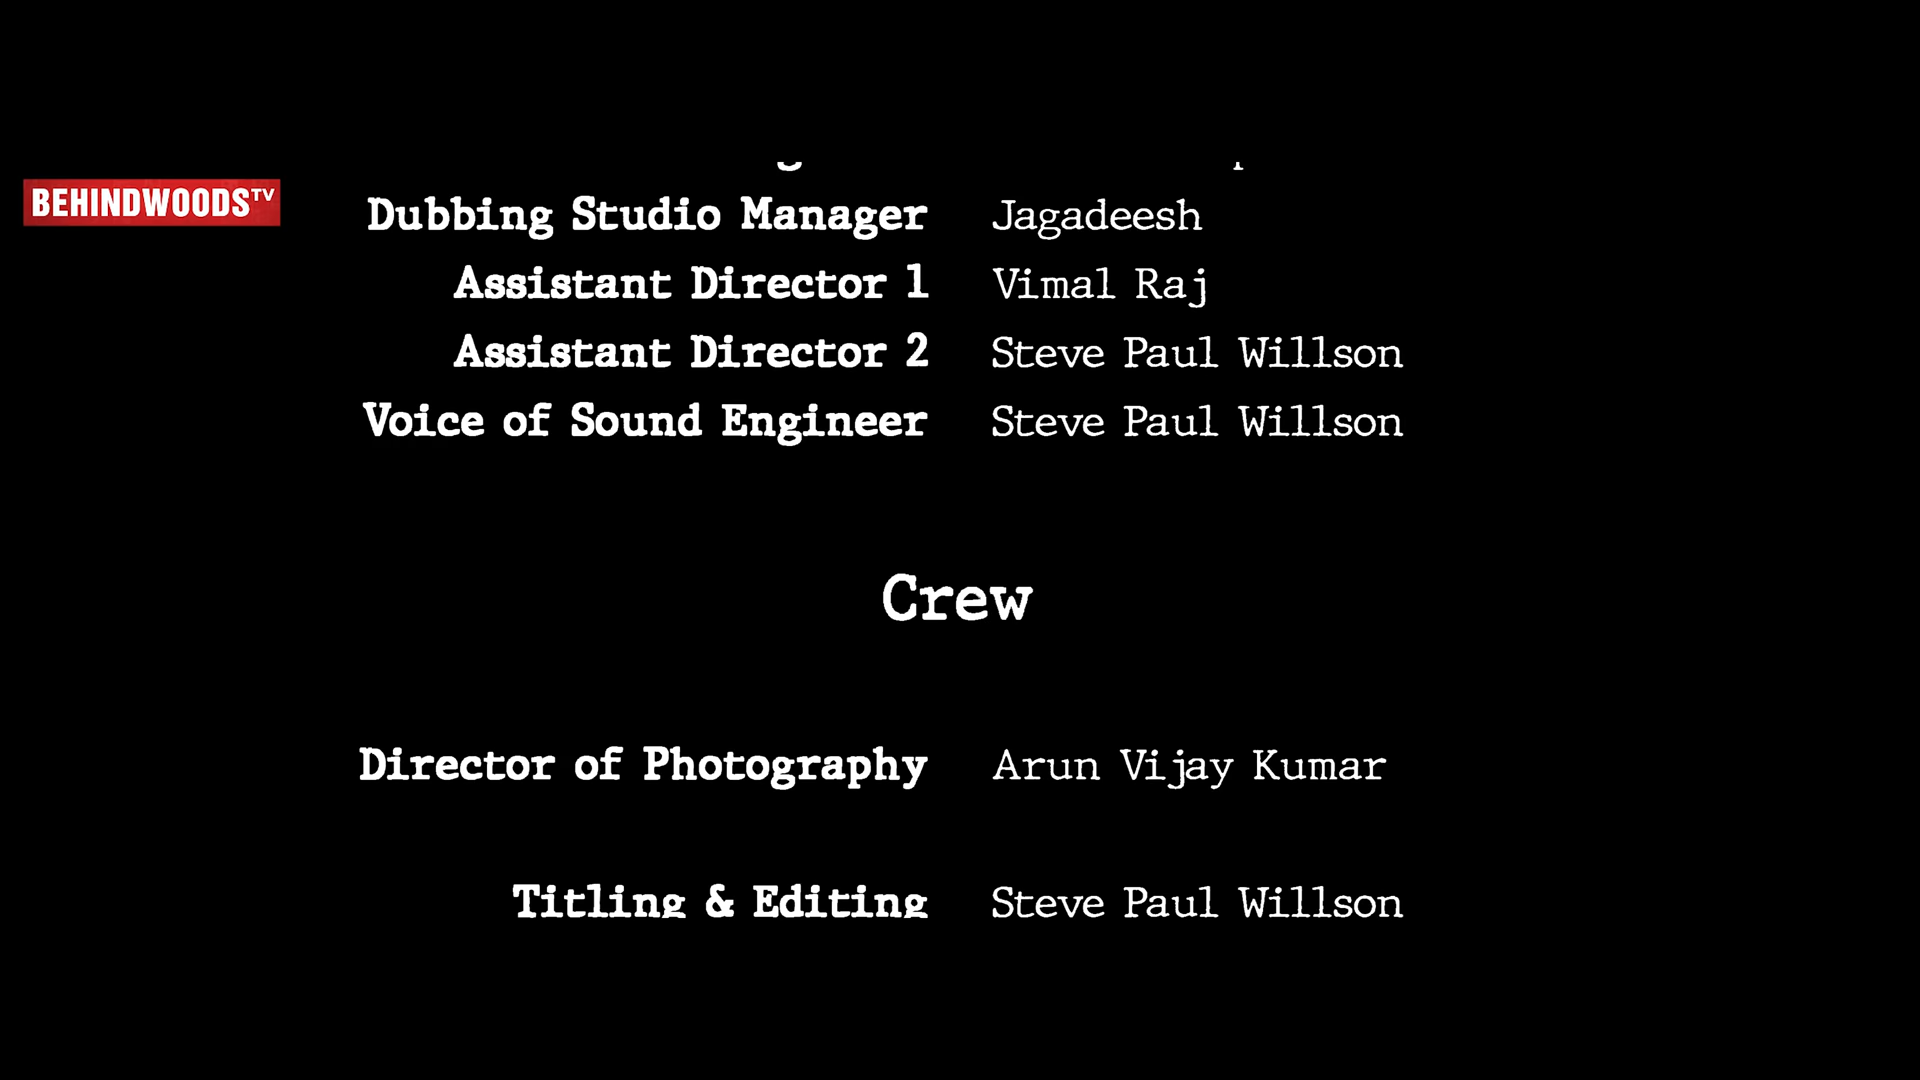 BEHINDWOODS TV
Dubbing Studio Manager Jagadeesh
Assistant Director 1 Vimal Raj
Assistant Director 2 Steve Paul Willson
Voice of Sound Engineer Steve Paul Willson
Crew
Director of Photography Arun Vijay Kumar
Titling & Editing Steve Paul Willson